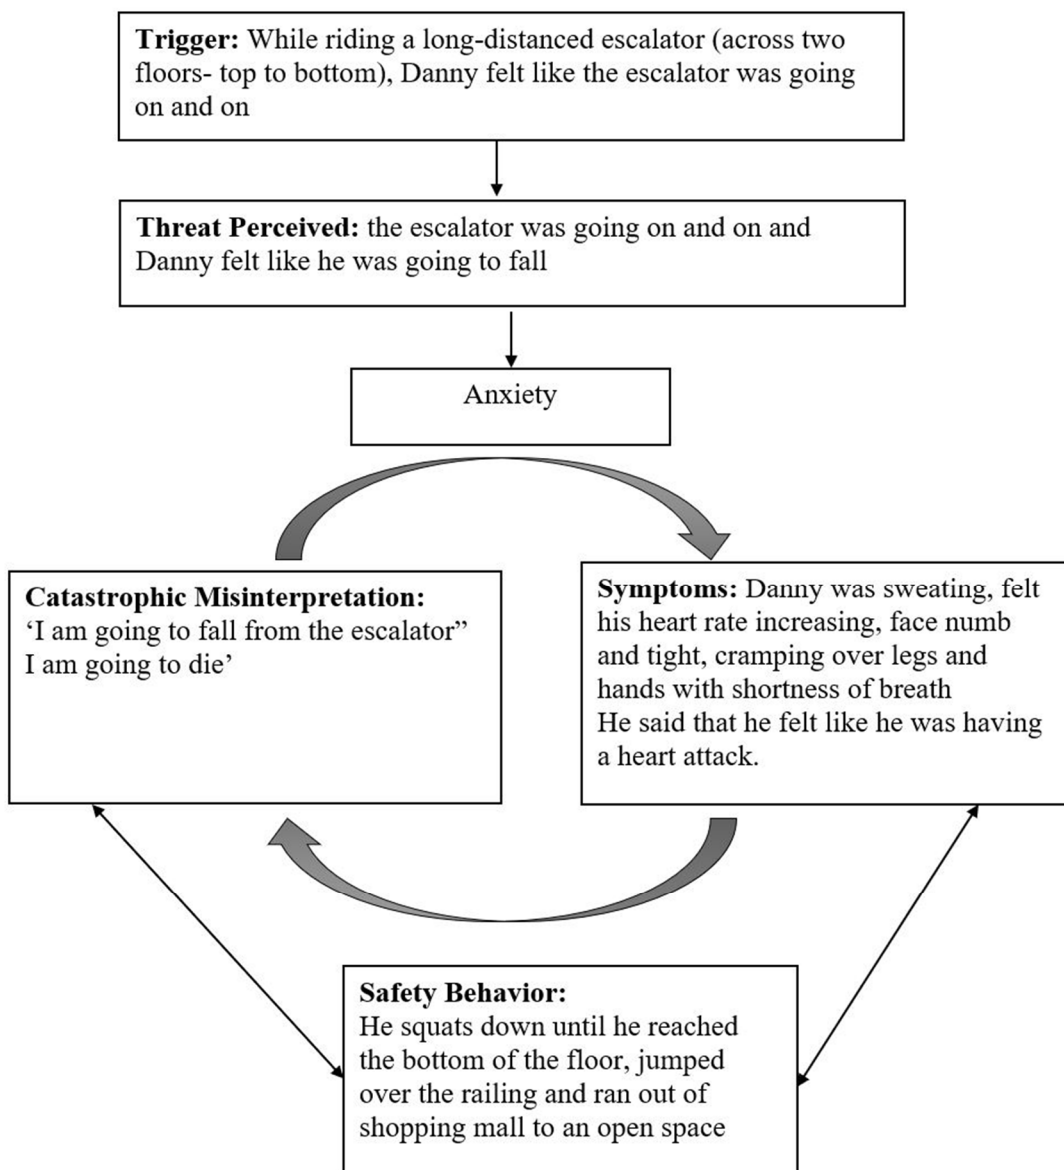 Trigger: While riding a long-distanced escalator (across two
floors- top to bottom), Danny felt like the escalator was going
on and on
Threat Perceived: the escalator was going on and on and
Danny felt like he was going to fall
Anxiety
Catastrophic Misinterpretation:
‘I am going to fall from the escalator”
I am going to die’
Symptoms: Danny was sweating, felt
his heart rate increasing, face numb
and tight, cramping over legs and
hands with shortness of breath
He said that he felt like he was having
a heart attack.
Safety Behavior:
He squats down until he reached
the bottom of the floor, jumped
over the railing and ran out of
shopping mall to an open space